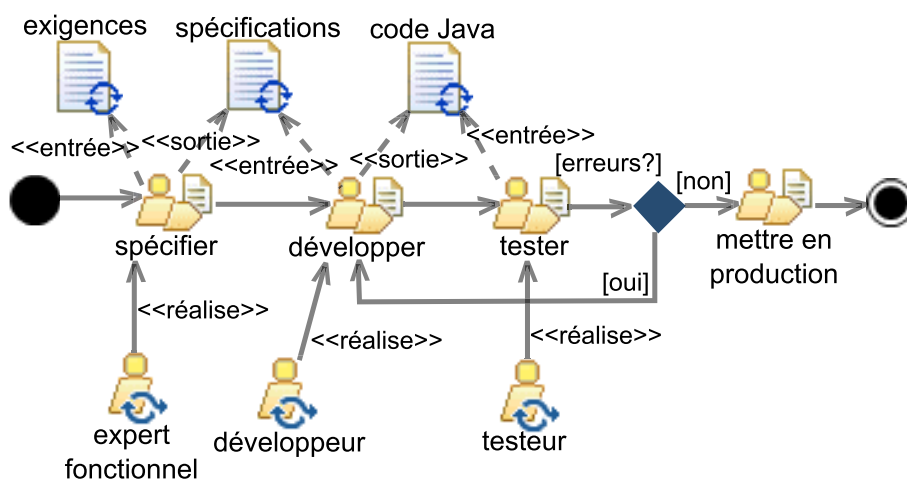 exigences
spécifications
code Java
<<entrée>>
<<sortie>>
<<entrée>>
<<sortie>>
<<entrée>>
[erreurs?]
[non]
spécifier
développer
tester
mettre en
production
[oui]
<<réalise>>
<<réalise>>
<<réalise>>
expert
fonctionnel
développeur
testeur